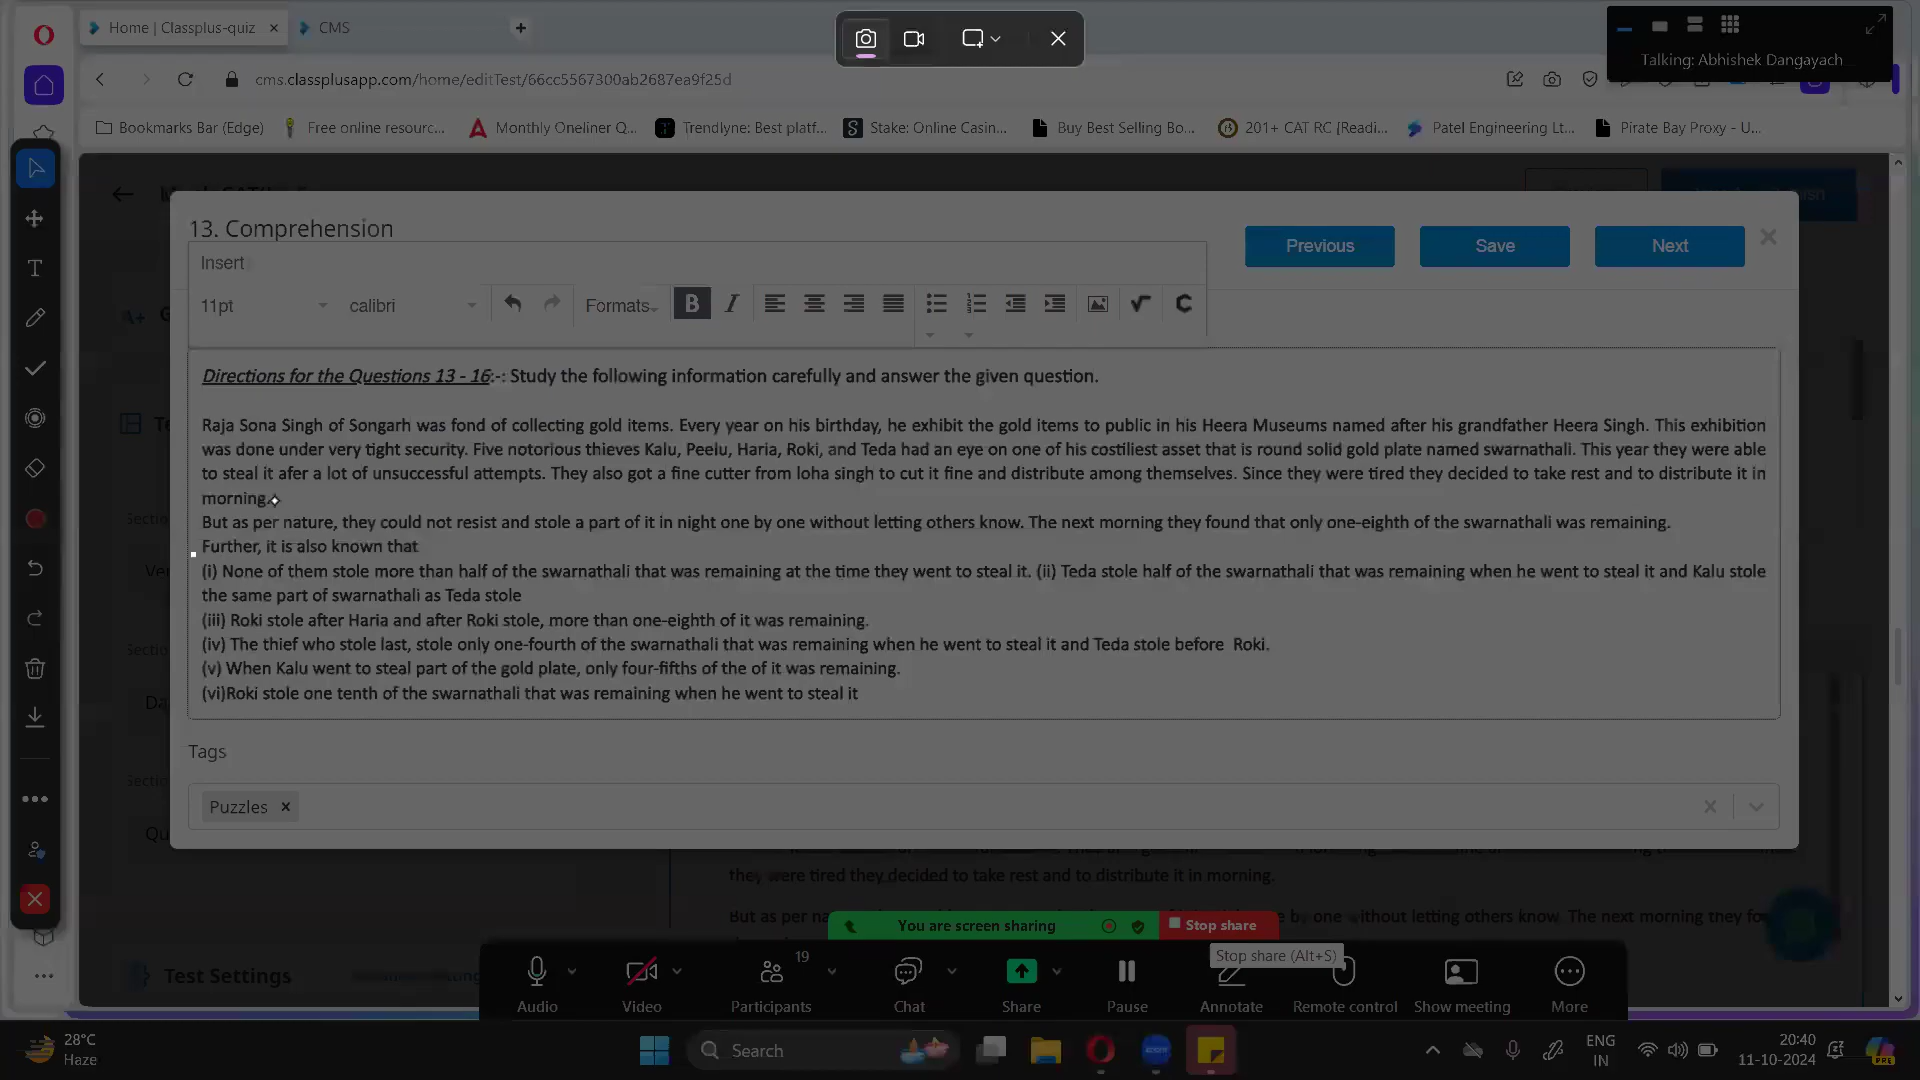 Home | Classplus-quiz
CMS
Talking: Abhishek Dangayach
cms.classplusapp.com/home/editTest/66cc5567300ab2687ea9f25d
Bookmarks Bar (Edge)
Free online resourc...
Monthly Oneliner Q...
Trendlyne: Best platf...
Stake: Online Casin...
Buy Best Selling Bo...
201+ CAT RC {Readi...
Patel Engineering Lt...
Pirate Bay Proxy - U...
13. Comprehension
Previous
Save
Next
Insert
11pt
calibri
Formats
Directions for the Questions 13 - 16:-: Study the following information carefully and answer the given question.
Raja Sona Singh of Songarh was fond of collecting gold items. Every year on his birthday, he exhibit the gold items to public in his Heera Museums named after his grandfather Heera Singh. This exhibition
was done under very tight security. Five notorious thieves Kalu, Peelu, Haria, Roki, and Teda had an eye on one of his costiliest asset that is round solid gold plate named swarnathali. This year they were able
to steal it afer a lot of unsuccessful attempts. They also got a fine cutter from loha singh to cut it fine and distribute among themselves. Since they were tired they decided to take rest and to distribute it in
morning.
But as per nature, they could not resist and stole a part of it in night one by one without letting others know. The next morning they found that only one-eighth of the swarnathali was remaining.
Further, it is also known that
(i) None of them stole more than half of the swarnathali that was remaining at the time they went to steal it. (ii) Teda stole half of the swarnathali that was remaining when he went to steal it and Kalu stole
the same part of swarnathali as Teda stole
(iii) Roki stole after Haria and after Roki stole, more than one-eighth of it was remaining.
(iv) The thief who stole last, stole only one-fourth of the swarnathali that was remaining when he went to steal it and Teda stole before Roki.
(v) When Kalu went to steal part of the gold plate, only four-fifths of the of it was remaining.
(vi)Roki stole one tenth of the swarnathali that was remaining when he went to steal it
Tags
Puzzles
they were tired they decided to take rest and to distribute it in morning.
But as per na
e by one without letting others know. The next morning they fo
You are screen sharing
Stop share
Stop share (Alt+S)
Test Settings
19
Audio
Video
Participants
Chat
Share
Pause
Annotate
Remote control
Show meeting
More
28°C
Haze
Search
ENG
IN
20:40
11-10-2024